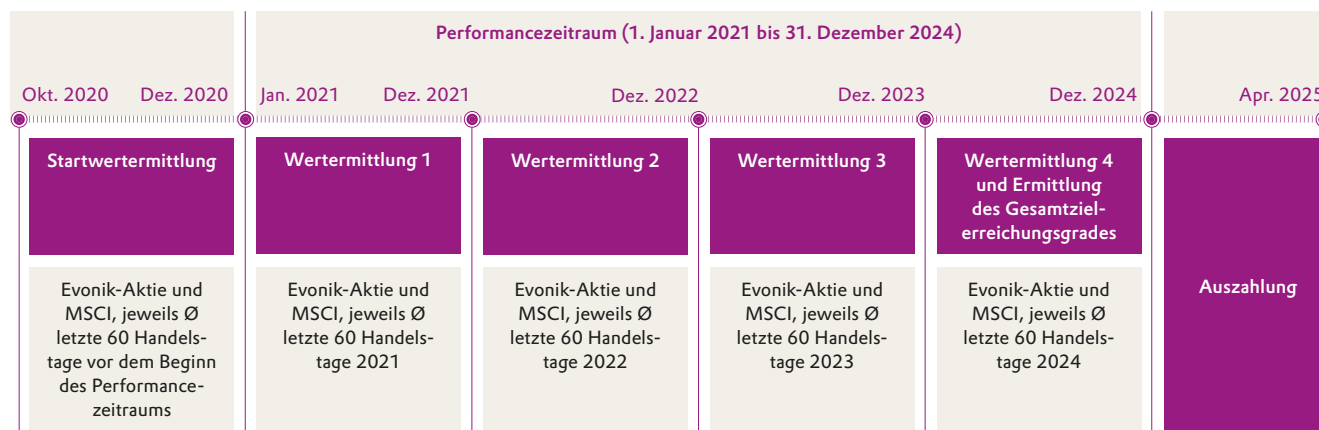 Performancezeitraum (1. Januar 2021 bis 31. Dezember 2024)
Okt. 2020 Dez. 2020 Jan. 2021 Dez. 2021 Dez. 2022 Dez. 2023 Dez. 2024 Apr. 2025
Startwertermittlung
Evonik-Aktie und
MSCI, jeweils Ø
letzte 60 Handels-
tage vor dem Beginn
des Performance-
zeitraums
Wertermittlung 1
Evonik-Aktie und
MSCI, jeweils Ø
letzte 60 Handels-
tage 2021
Wertermittlung 2
Evonik-Aktie und
MSCI, jeweils Ø
letzte 60 Handels-
tage 2022
Wertermittlung 3
Evonik-Aktie und
MSCI, jeweils Ø
letzte 60 Handels-
tage 2023
Wertermittlung 4
und Ermittlung
des Gesamtziel-
erreichungsgrades
Evonik-Aktie und
MSCI, jeweils Ø
letzte 60 Handels-
tage 2024
Auszahlung